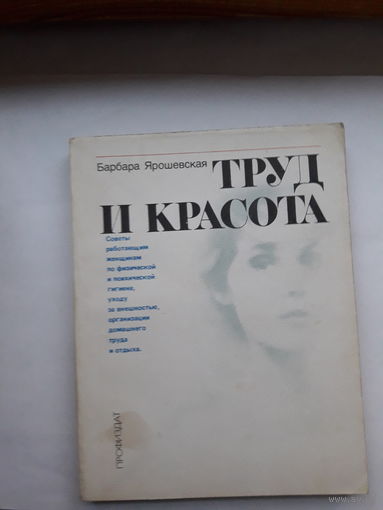 Барбара Ярошевская
ТРУД
И КРАСОТА
Советы
работающим
женщинам
по физической
и психической
гигиене,
уходу
за внешностью,
организации
домашнего
труда
и отдыха.
ПРОФИЗДАТ